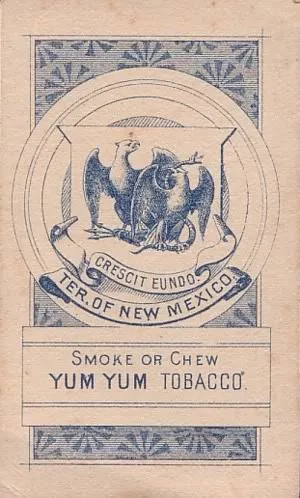 CRESCIT EUNDO.
TER. OF NEW MEXICO.
SMOKE OR CHEW
YUM YUM TOBACCO.